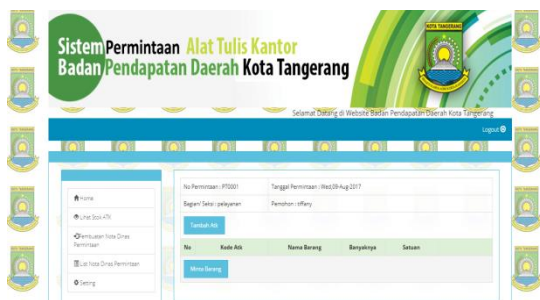 Sistem Permintaan Alat Tulis Kantor
Badan Pendapatan Daerah Kota Tangerang
KOTA TANGERANG
Selamat Datang di Website Badan Pendapatan Daerah Kota Tangerang
Logout
Home
Lihat Stok ATK
Pembuatan Nota Dinas
Permintaan
List Nota Dinas Permintaan
Setting
No Permintaan : PT0001 Tanggal Permintaan : Wed,09-Aug-2017
Bagian/ Seksi : pelayanan Pemohon : tiffany
Tambah Atk
No Kode Atk Nama Barang Banyaknya Satuan
Minta Barang